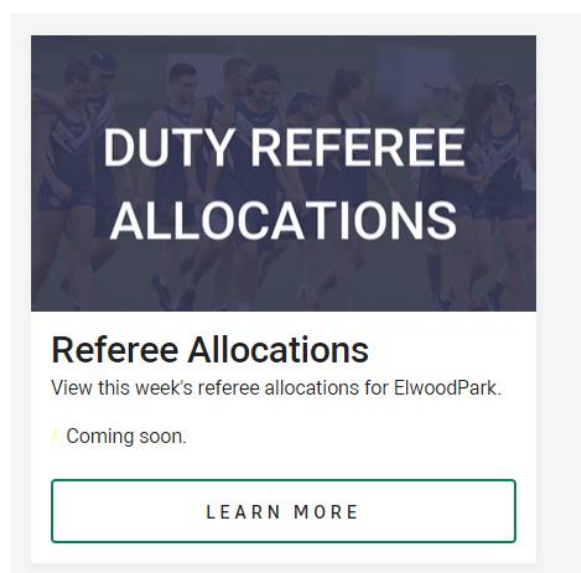 DUTY REFEREE
ALLOCATIONS
Referee Allocations
View this week's referee allocations for ElwoodPark.
/ Coming soon.
LEARN MORE